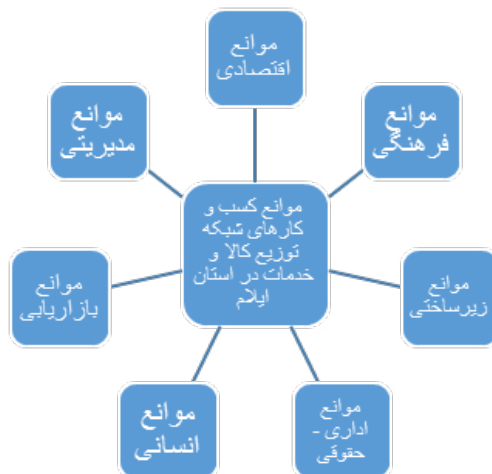 موانع
اقتصادی
موانع
فرهنگی
موانع
زیرساختی
موانع
اداری -
حقوقی
موانع
انسانی
موانع
بازاریابی
موانع
مدیریتی
موانع کسب و
کارهای شبکه
توزیع کالا و
خدمات در استان
ایلام